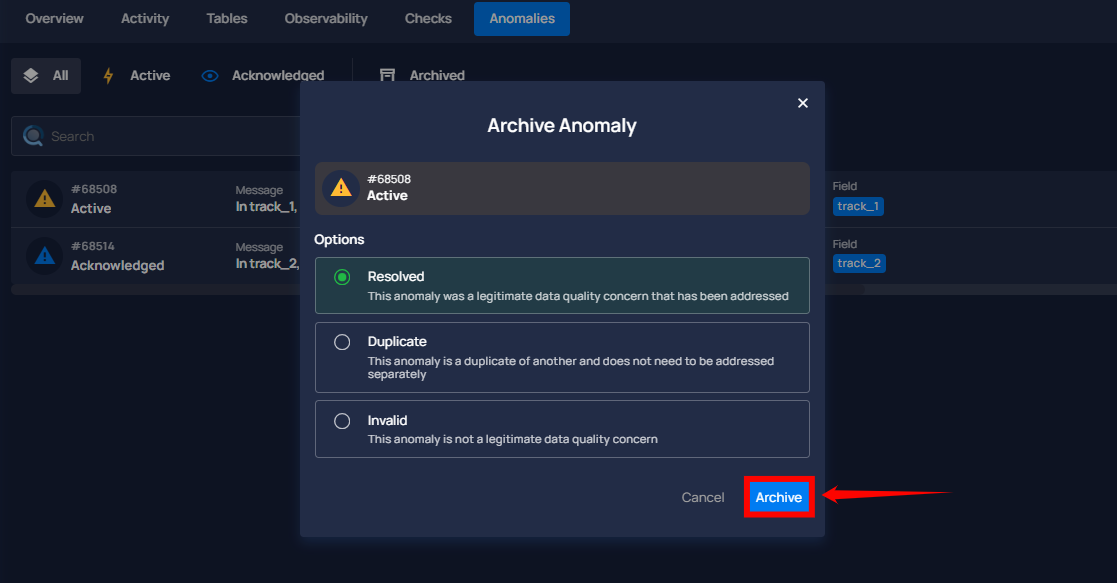 Overview Activity Tables Observability Checks Anomalies
All Active Acknowledged Archived
Search
Archive Anomaly
#68508
Active
Options
Resolved
This anomaly was a legitimate data quality concern that has been addressed
Duplicate
This anomaly is a duplicate of another and does not need to be addressed
separately
Invalid
This anomaly is not a legitimate data quality concern
Cancel Archive
#68508 Message Field
Active In track_1, track_1
#68514 Message Field
Acknowledged In track_2, track_2